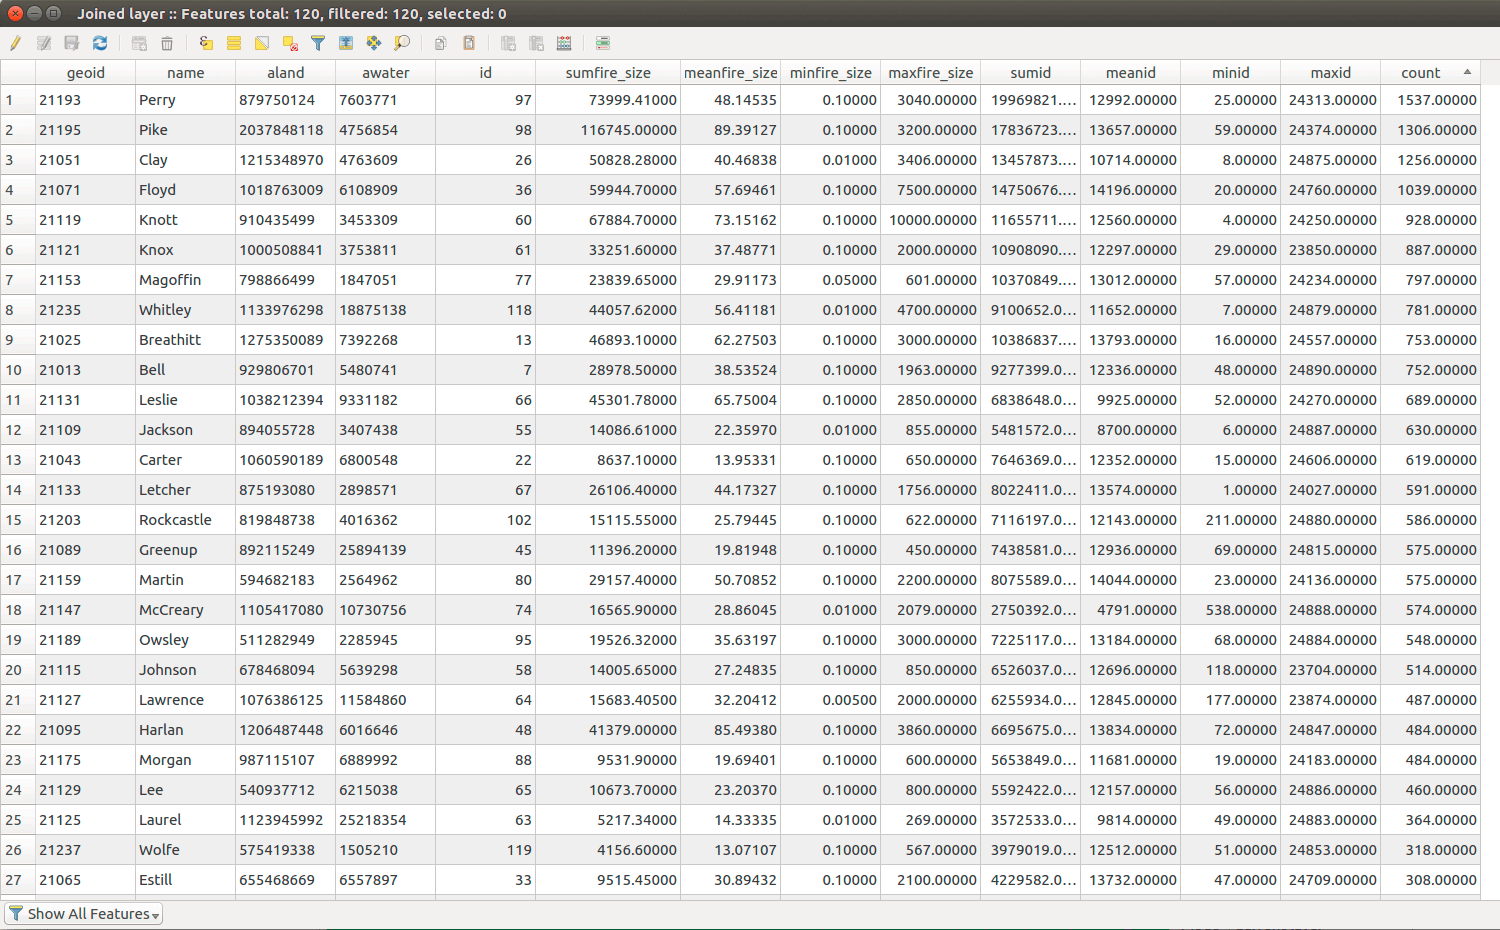 Joined layer :: Features total: 120, filtered: 120, selected: 0
geoid name aland awater id sumfire_size meanfire_size minfire_size maxfire_size sumid meanid minid maxid count
1 21193 Perry 879750124 7603771 97 73999.41000 48.14535 0.10000 3040.00000 19969821.... 12992.00000 25.00000 24313.00000 1537.00000
2 21195 Pike 2037848118 4756854 98 116745.00000 89.39127 0.10000 3200.00000 17836723.... 13657.00000 59.00000 24374.00000 1306.00000
3 21051 Clay 1215348970 4763609 26 50828.28000 40.46838 0.01000 3406.00000 13457873.... 10714.00000 8.00000 24875.00000 1256.00000
4 21071 Floyd 1018763009 6108909 36 59944.70000 57.69461 0.10000 7500.00000 14750676.... 14196.00000 20.00000 24760.00000 1039.00000
5 21119 Knott 910435499 3453309 60 67884.70000 73.15162 0.10000 10000.00000 11655711.... 12560.00000 4.00000 24250.00000 928.00000
6 21121 Knox 1000508841 3753811 61 33251.60000 37.48771 0.10000 2000.00000 10908090.... 12297.00000 29.00000 23850.00000 887.00000
7 21153 Magoffin 798866499 1847051 77 23839.65000 29.91173 0.05000 601.00000 10370849.... 13012.00000 57.00000 24234.00000 797.00000
8 21235 Whitley 1133976298 18875138 118 44057.62000 56.41181 0.01000 4700.00000 9100652.0... 11652.00000 7.00000 24879.00000 781.00000
9 21025 Breathitt 1275350089 7392268 13 46893.10000 62.27503 0.10000 3000.00000 10386837.... 13793.00000 16.00000 24557.00000 753.00000
10 21013 Bell 929806701 5480741 7 28978.50000 38.53524 0.10000 1963.00000 9277399.0... 12336.00000 48.00000 24890.00000 752.00000
11 21131 Leslie 1038212394 9331182 66 45301.78000 65.75004 0.10000 2850.00000 6838648.0... 9925.00000 52.00000 24270.00000 689.00000
12 21109 Jackson 894055728 3407438 55 14086.61000 22.35970 0.01000 855.00000 5481572.0... 8700.00000 6.00000 24887.00000 630.00000
13 21043 Carter 1060590189 6800548 22 8637.10000 13.95331 0.10000 650.00000 7646369.0... 12352.00000 15.00000 24606.00000 619.00000
14 21133 Letcher 875193080 2898571 67 26106.40000 44.17327 0.10000 1756.00000 8022411.0... 13574.00000 1.00000 24027.00000 591.00000
15 21203 Rockcastle 819848738 4016362 102 15115.55000 25.79445 0.10000 622.00000 7116197.0... 12143.00000 211.00000 24880.00000 586.00000
16 21089 Greenup 892115249 25894139 45 11396.20000 19.81948 0.10000 450.00000 7438581.0... 12936.00000 69.00000 24815.00000 575.00000
17 21159 Martin 594682183 2564962 80 29157.40000 50.70852 0.10000 2200.00000 8075589.0... 14044.00000 23.00000 24136.00000 575.00000
18 21147 McCreary 1105417080 10730756 74 16565.90000 28.86045 0.01000 2079.00000 2750392.0... 4791.00000 538.00000 24888.00000 574.00000
19 21189 Owsley 511282949 2285945 95 19526.32000 35.63197 0.10000 3000.00000 7225117.0... 13184.00000 68.00000 24884.00000 548.00000
20 21115 Johnson 678468094 5639298 58 14005.65000 27.24835 0.10000 850.00000 6526037.0... 12696.00000 118.00000 23704.00000 514.00000
21 21127 Lawrence 1076386125 11584860 64 15683.40500 32.20412 0.00500 2000.00000 6255934.0... 12845.00000 177.00000 23874.00000 487.00000
22 21095 Harlan 1206487448 6016646 48 41379.00000 85.49380 0.10000 3860.00000 6695675.0... 13834.00000 72.00000 24847.00000 484.00000
23 21175 Morgan 987115107 6889992 88 9531.90000 19.69401 0.10000 600.00000 5653849.0... 11681.00000 19.00000 24183.00000 484.00000
24 21129 Lee 540937712 6215038 65 10673.70000 23.20370 0.10000 800.00000 5592422.0... 12157.00000 56.00000 24886.00000 460.00000
25 21125 Laurel 1123945992 25218354 63 5217.34000 14.33335 0.01000 269.00000 3572533.0... 9814.00000 49.00000 24883.00000 364.00000
26 21237 Wolfe 575419338 1505210 119 4156.60000 13.07107 0.10000 567.00000 3979019.0... 12512.00000 51.00000 24853.00000 318.00000
27 21065 Estill 655468669 6557897 33 9515.45000 30.89432 0.10000 2100.00000 4229582.0... 13732.00000 47.00000 24709.00000 308.00000
Show All Features